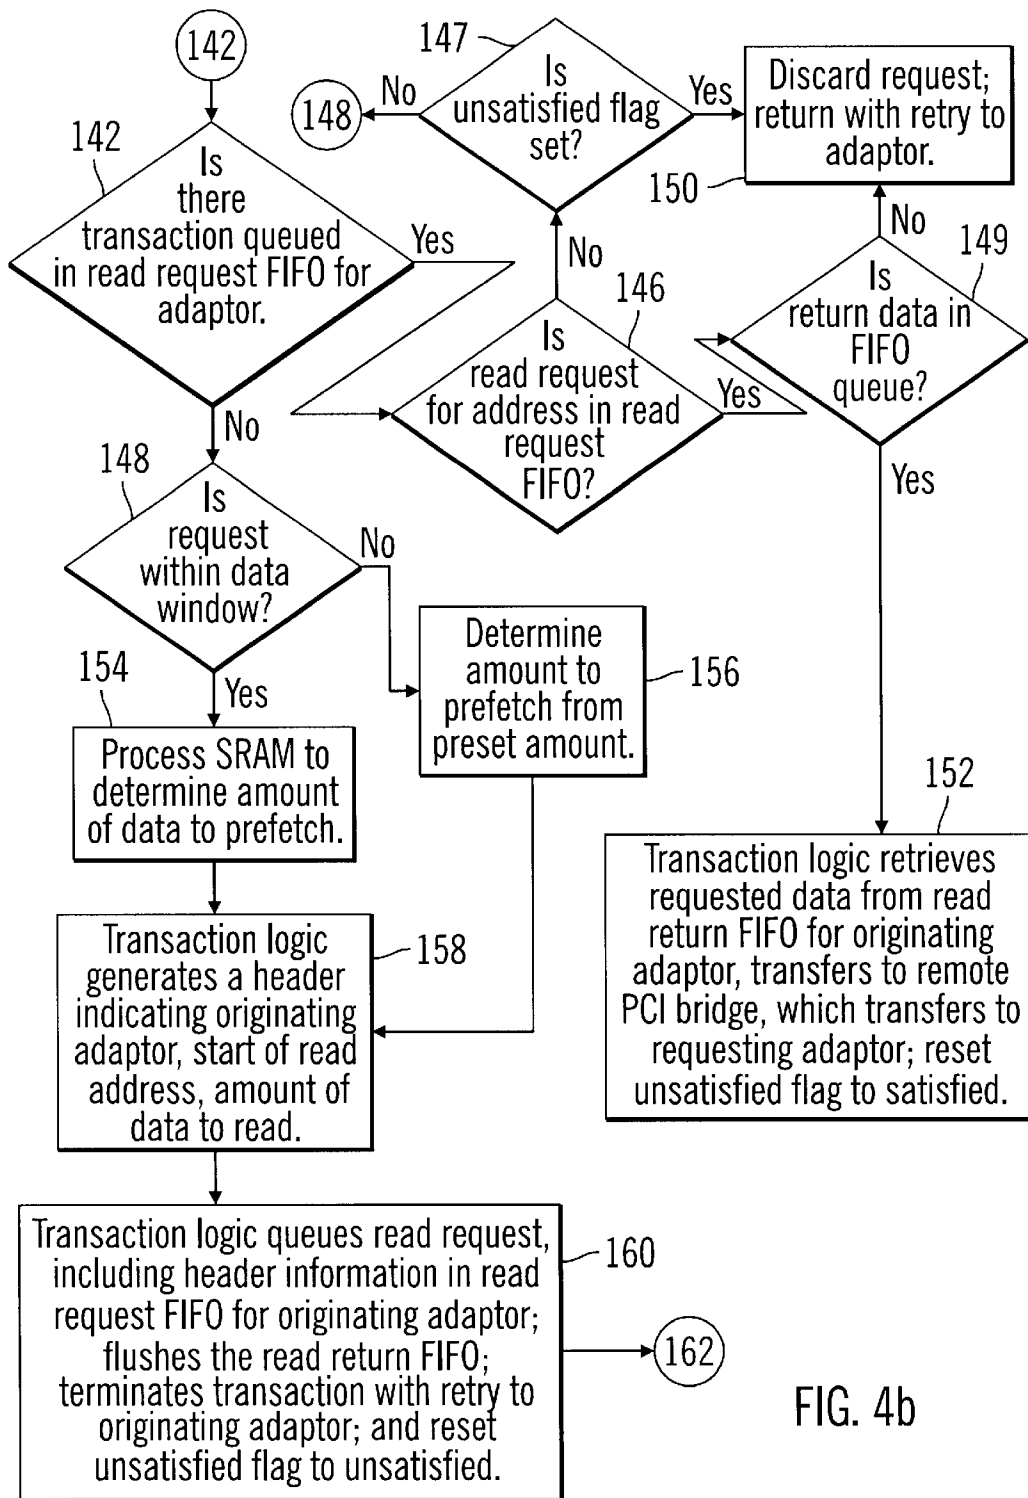 142
142
Is
there
transaction queued
in read request FIFO for
adaptor.
Yes
No
147
Is
unsatisfied flag
set?
No
148
Yes
Discard request;
return with retry to
adaptor.
150
No
No
146
Is
read request
for address in read
request
FIFO?
Yes
149
Is
return data in
FIFO
queue?
Yes
148
Is
request
within data
window?
No
Yes
154
Process SRAM to
determine amount
of data to prefetch.
Determine
amount to
prefetch from
preset amount.
156
152
Transaction logic retrieves
requested data from read
return FIFO for originating
adaptor, transfers to remote
PCI bridge, which transfers to
requesting adaptor; reset
unsatisfied flag to satisfied.
Transaction logic
generates a header
indicating originating
adaptor, start of read
address, amount of
data to read.
158
Transaction logic queues read request,
including header information in read
request FIFO for originating adaptor;
flushes the read return FIFO;
terminates transaction with retry to
originating adaptor; and reset
unsatisfied flag to unsatisfied.
160
162
FIG. 4b